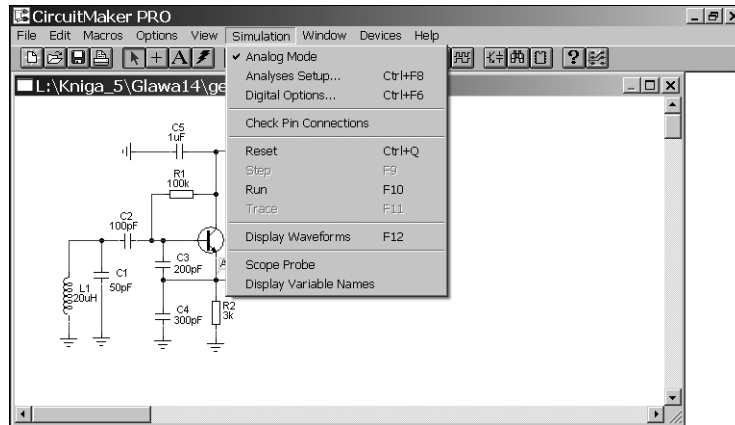 CircuitMaker PRO
File Edit Macros Options View Simulation Window Devices Help
L:\Kniga_5\Glawa14\ge
Analog Mode
Analyses Setup... Ctrl+F8
Digital Options... Ctrl+F6
Check Pin Connections
Reset Ctrl+Q
Step F9
Run F10
Trace F11
Display Waveforms F12
Scope Probe
Display Variable Names
C5
1uF
R1
100k
C2
100pF
C3
200pF
A
C1
50pF
L1
20uH
C4
300pF
R2
3k